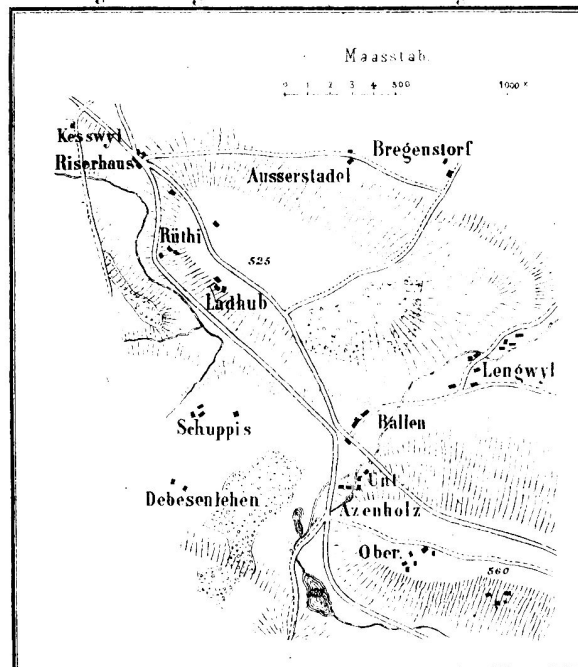 Maasstab.
0 1 2 3 4 500 1000 x
Kesswyl
Riserhaus
Bregenstorf
Ausserstadel
Rüthi
525
Ladhub
Lengwyl
Ballen
Schuppis
Unt
Debesenlehen
Azenholz
Ober.
560